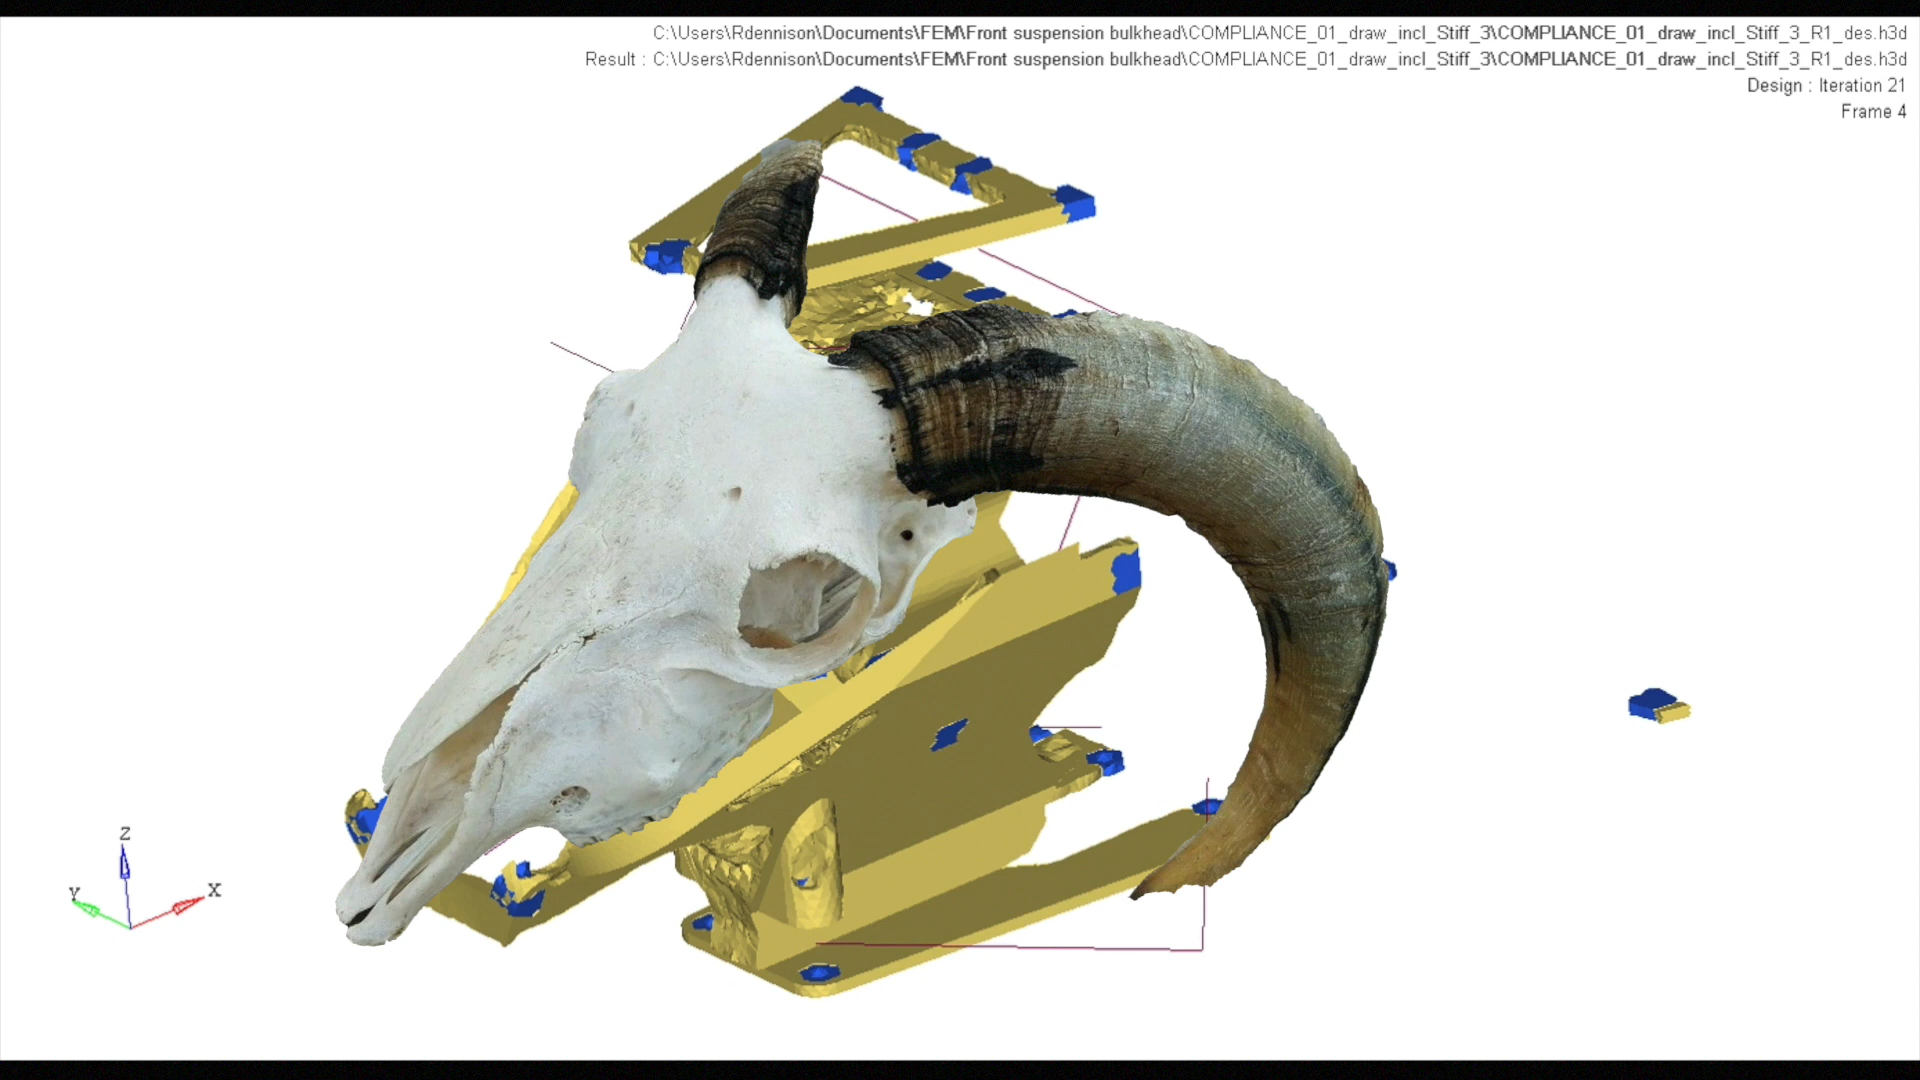 C:\Users\Rdennison\Documents\FEM\Front suspension bulkhead\COMPLIANCE_01_draw_incl_Stiff_3\COMPLIANCE_01_draw_incl_Stiff_3_R1_des.h3d
Result : C:\Users\Rdennison\Documents\FEM\Front suspension bulkhead\COMPLIANCE_01_draw_incl_Stiff_3\COMPLIANCE_01_draw_incl_Stiff_3_R1_des.h3d
Design : Iteration 21
Frame 4
Z
Y
X